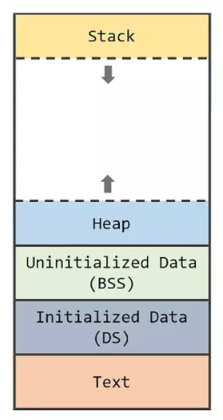 Stack
Heap
Uninitialized Data
(BSS)
Initialized Data
(DS)
Text